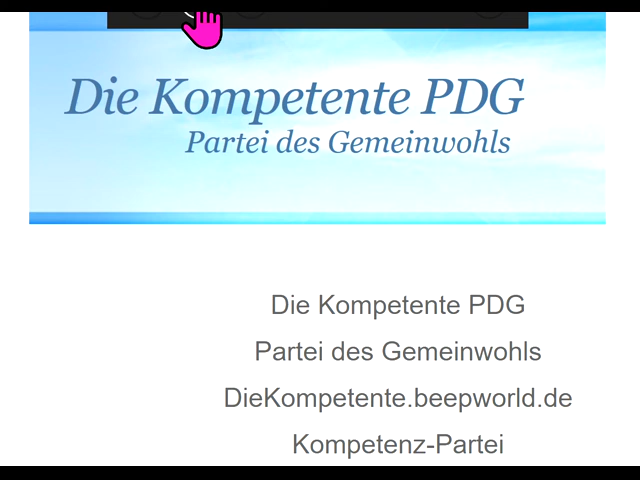 Die Kompetente PDG
Partei des Gemeinwohls
Die Kompetente PDG
Partei des Gemeinwohls
DieKompetente.beepworld.de
Kompetenz-Partei